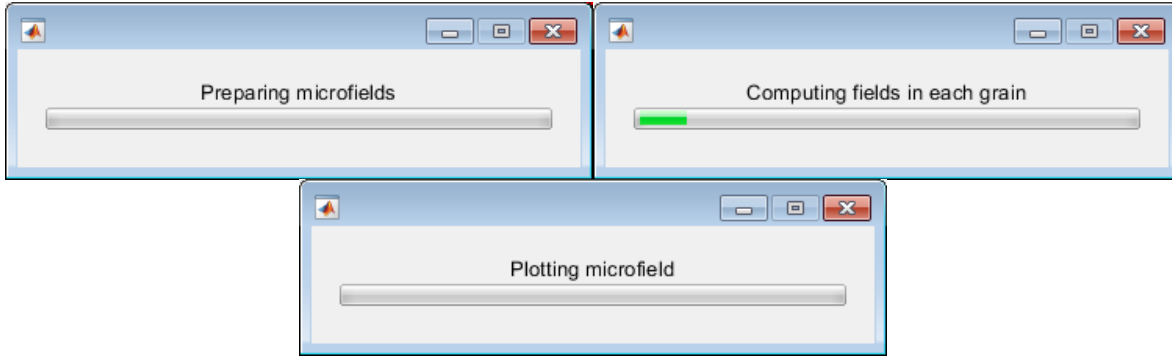 Preparing microfields
Computing fields in each grain
Plotting microfield